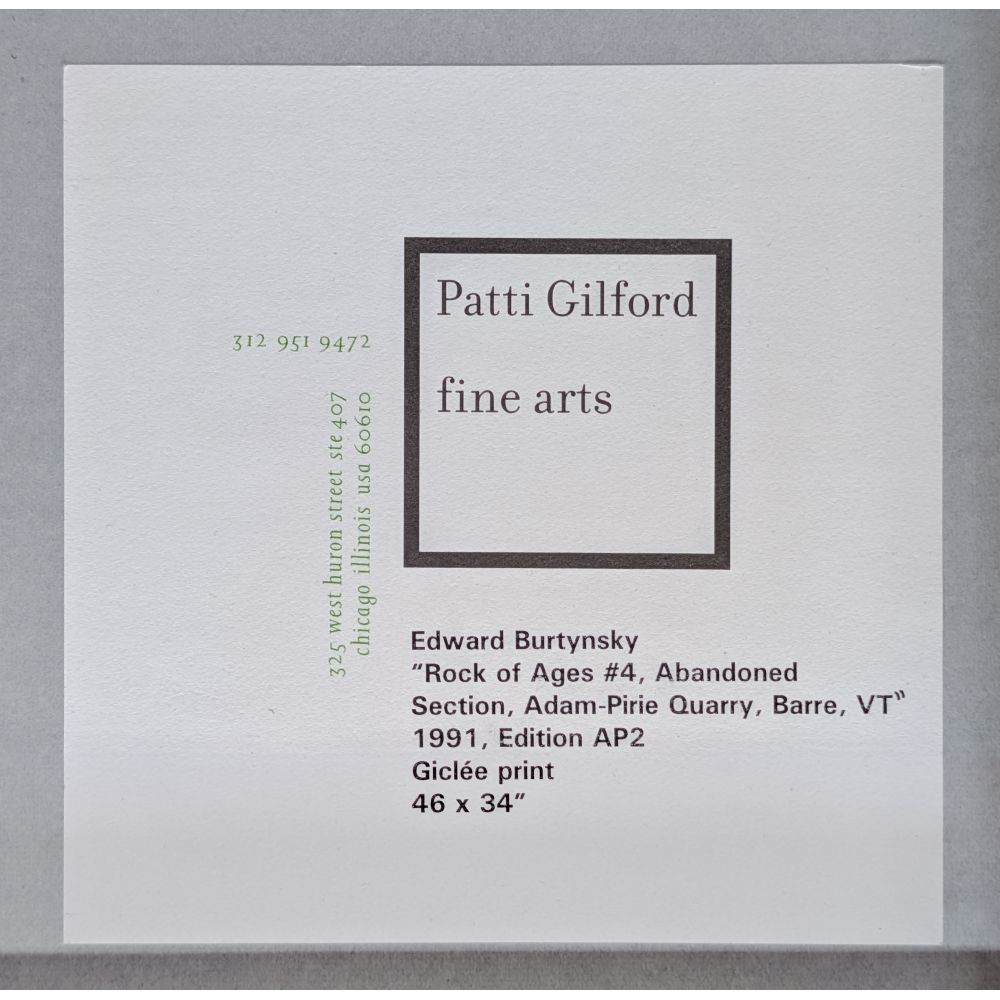 Patti Gilford
fine arts
312 951 9472
325 west huron street ste 407
chicago illinois usa 60610
Edward Burtynsky
“Rock of Ages #4, Abandoned
Section, Adam-Pirie Quarry, Barre, VT”
1991, Edition AP2
Giclée print
46 x 34”